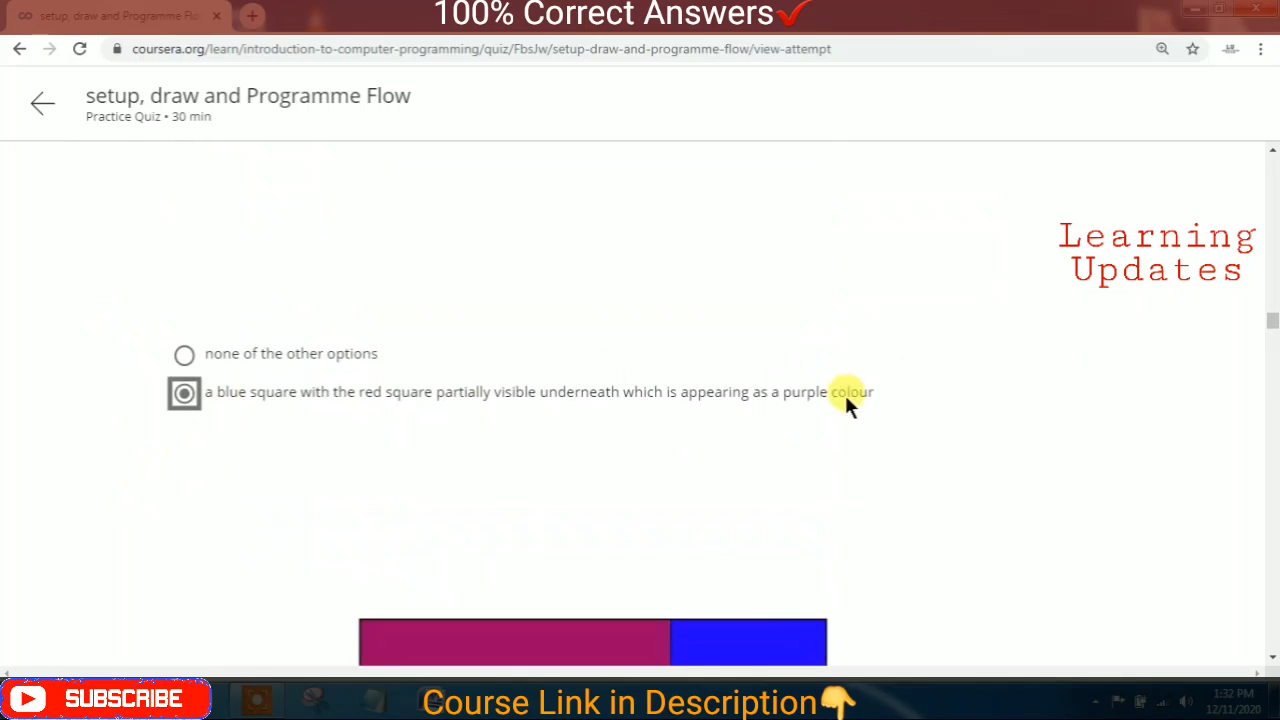 100% Correct Answers
setup, draw and Programme Flo
coursera.org/learn/introduction-to-computer-programming/quiz/FbsJw/setup-draw-and-programme-flow/view-attempt
setup, draw and Programme Flow
Practice Quiz • 30 min
Learning
Updates
none of the other options
a blue square with the red square partially visible underneath which is appearing as a purple colour
SUBSCRIBE
Course Link in Description
1:32 PM
12/11/2020